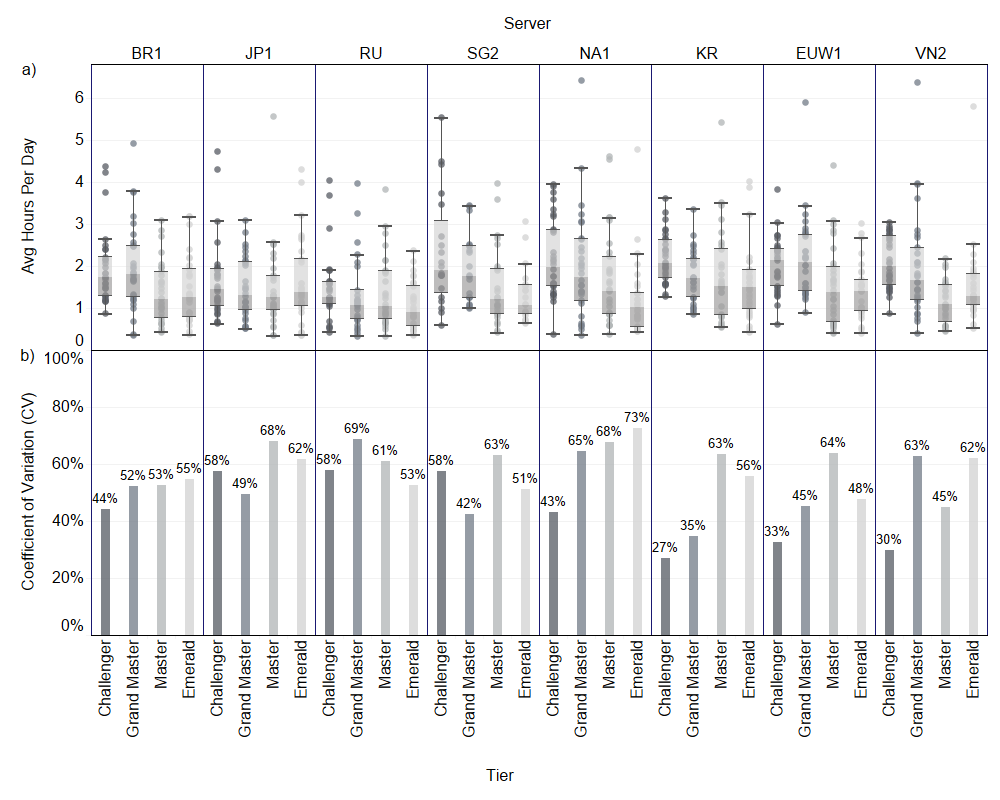 Server
BR1 JP1 RU SG2 NA1 KR EUW1 VN2
a)
Avg Hours Per Day
6
5
4
3
2
1
0
b)
Coefficient of Variation (CV)
100%
80%
60%
40%
20%
0%
44% 52% 53% 55% 58% 49% 68% 62% 58% 69% 61% 53% 58% 42% 63% 51% 43% 65% 68% 73% 27% 35% 63% 56% 33% 45% 64% 48% 30% 63% 45% 62%
Challenger Grand Master Master Emerald Challenger Grand Master Master Emerald Challenger Grand Master Master Emerald Challenger Grand Master Master Emerald Challenger Grand Master Master Emerald Challenger Grand Master Master Emerald Challenger Grand Master Master Emerald Challenger Grand Master Master Emerald
Tier